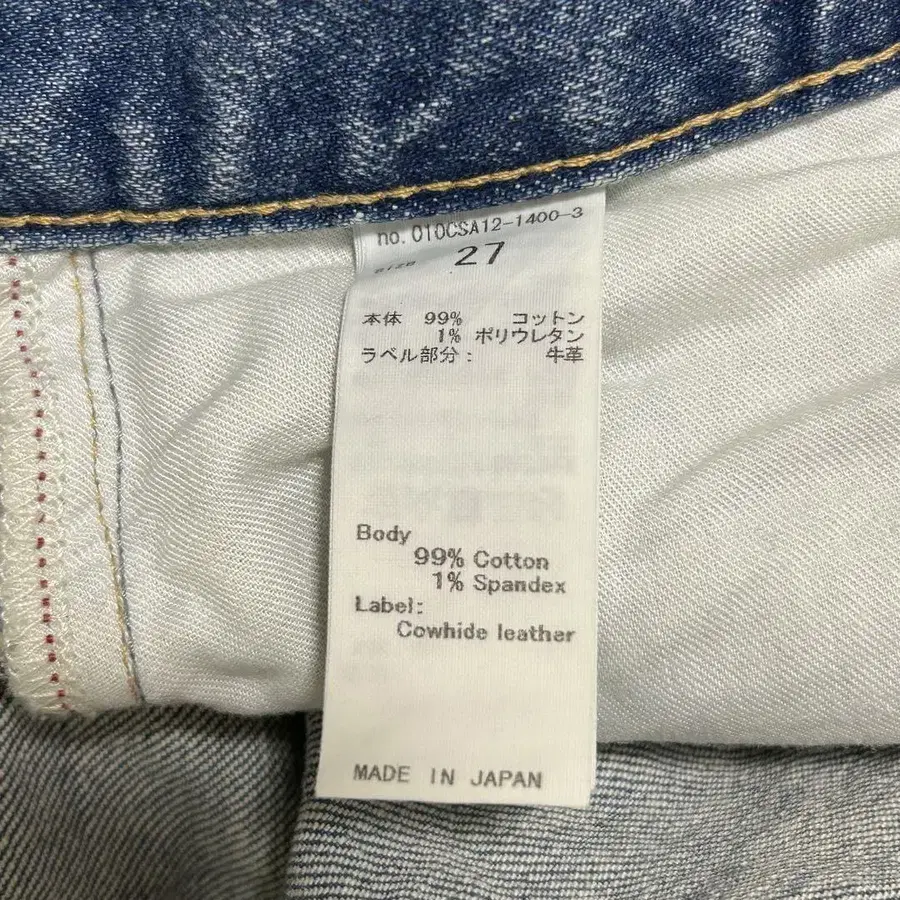 no. 010CSA12-1400-3
SIZE 27
本体 99% コットン
1% ポリウレタン
ラベル部分: 牛革
Body
99% Cotton
1% Spandex
Label:
Cowhide leather
MADE IN JAPAN